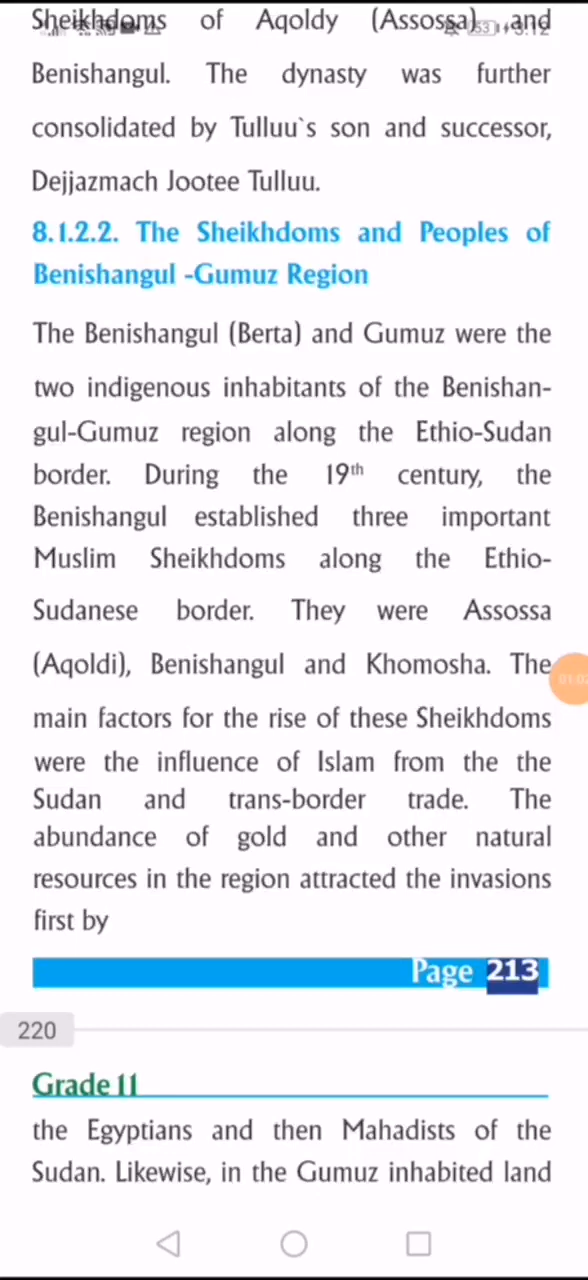 Sheikhdoms of Aqoldy (Assossa) and
53 3:12
Benishangul. The dynasty was further
consolidated by Tulluu`s son and successor,
Dejjazmach Jootee Tulluu.
8.1.2.2. The Sheikhdoms and Peoples of
Benishangul -Gumuz Region
The Benishangul (Berta) and Gumuz were the
two indigenous inhabitants of the Benishan-
gul-Gumuz region along the Ethio-Sudan
border. During the 19th century, the
Benishangul established three important
Muslim Sheikhdoms along the Ethio-
Sudanese border. They were Assossa
(Aqoldi), Benishangul and Khomosha. The
main factors for the rise of these Sheikhdoms
were the influence of Islam from the the
Sudan and trans-border trade. The
abundance of gold and other natural
resources in the region attracted the invasions
first by
Page 213
220
Grade 11
the Egyptians and then Mahadists of the
Sudan. Likewise, in the Gumuz inhabited land